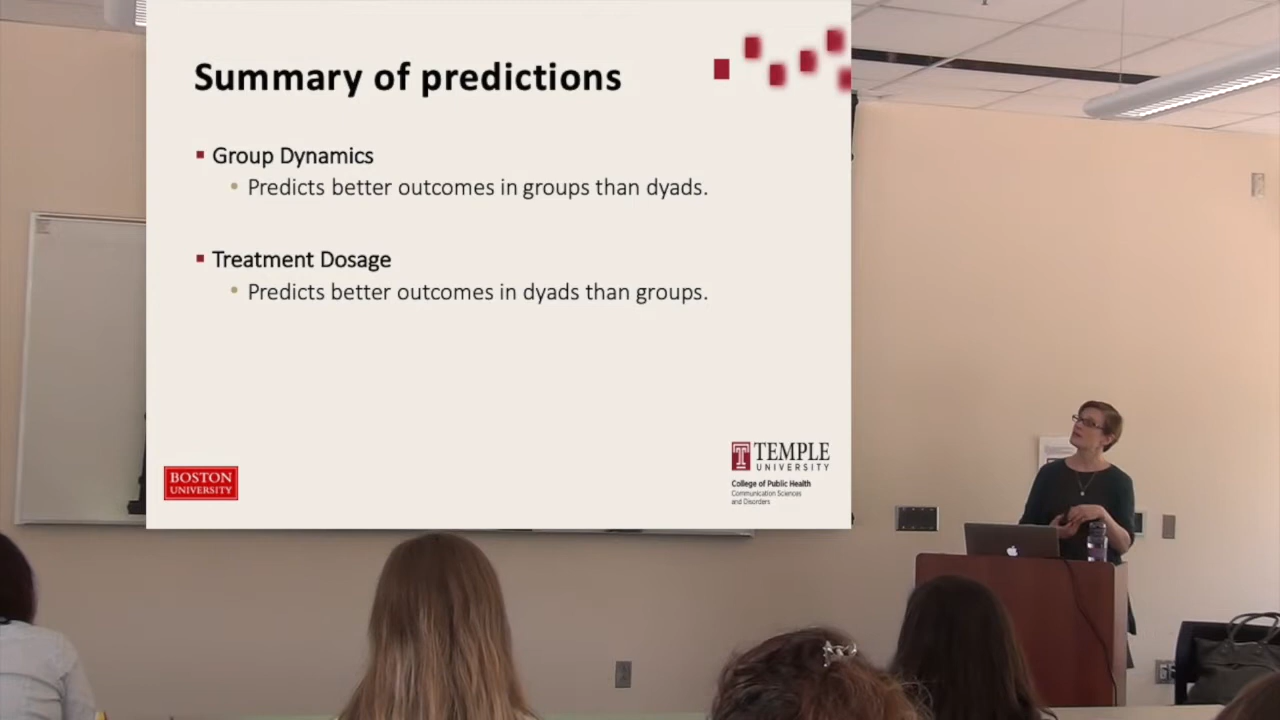 Summary of predictions
Group Dynamics
Predicts better outcomes in groups than dyads.
Treatment Dosage
Predicts better outcomes in dyads than groups.
BOSTON
UNIVERSITY
TEMPLE
UNIVERSITY
College of Public Health
Communication Sciences
and Disorders